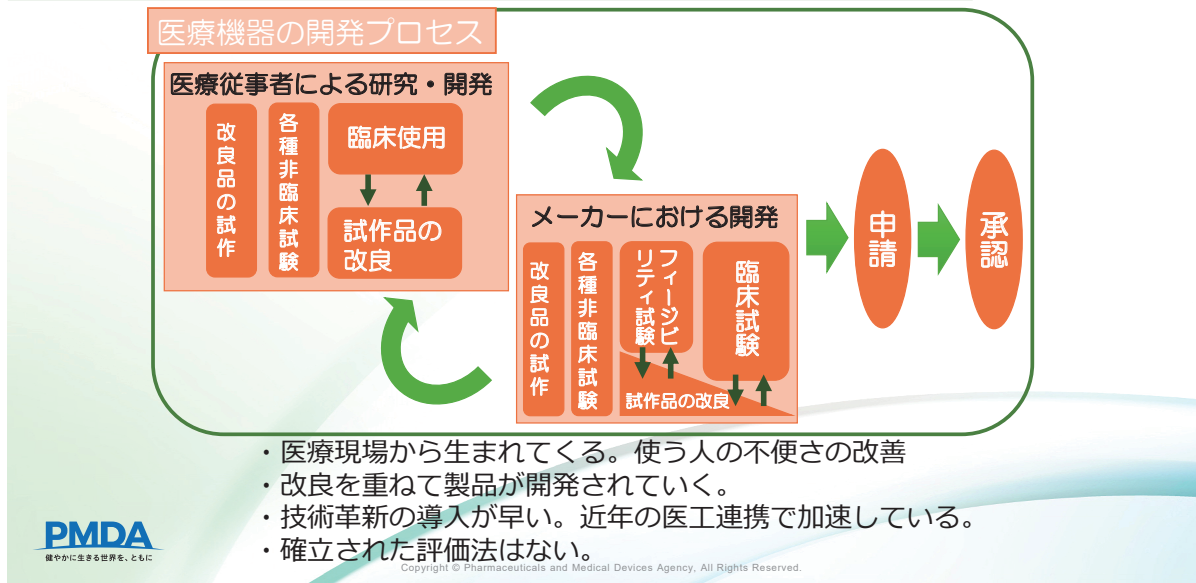 医療機器の開発プロセス
医療従事者による研究・開発
改良品の試作
各種非臨床試験
臨床使用
試作品の
改良
メーカーにおける開発
改良品の試作
各種非臨床試験
フィージビ
リティ試験
臨床試験
試作品の改良
申請
承認
・医療現場から生まれてくる。使う人の不便さの改善
・改良を重ねて製品が開発されていく。
・技術革新の導入が早い。近年の医工連携で加速している。
・確立された評価法はない。
PMDA
健やかに生きる世界を、ともに
Copyright © Pharmaceuticals and Medical Devices Agency, All Rights Reserved.